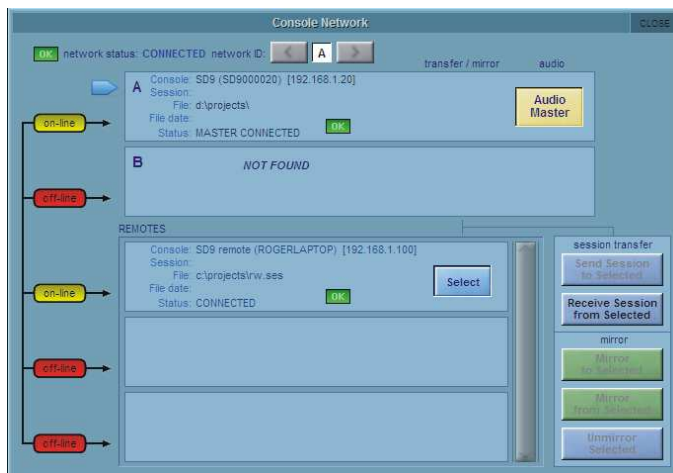 Console Network
CLOSE
OK network status: CONNECTED network ID: < A >
transfer / mirror audio
A
Console: SD9 (SD9000020) [192.168.1.20]
Session:
File: d:\projects\
File date:
Status: MASTER CONNECTED OK
Audio
Master
on-line
B
NOT FOUND
off-line
REMOTES
Console: SD9 remote (ROGERLAPTOP) [192.168.1.100]
Session:
File: c:\projects\rw.ses
File date:
Status: CONNECTED OK
Select
on-line
off-line
off-line
session transfer
Send Session
to Selected
Receive Session
from Selected
mirror
Mirror
to Selected
Mirror
from Selected
Unmirror
Selected